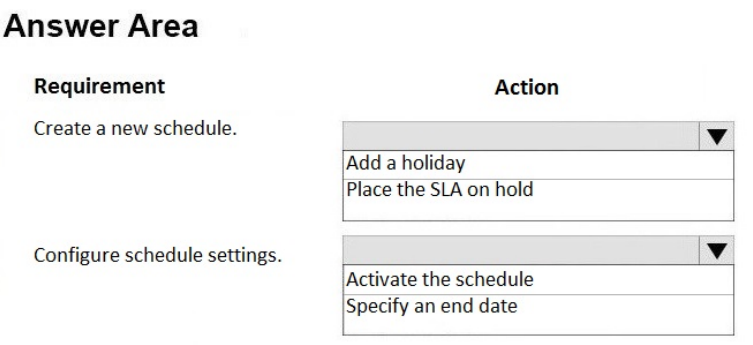 Answer Area
Requirement
Action
Create a new schedule.
Add a holiday
Place the SLA on hold
Configure schedule settings.
Activate the schedule
Specify an end date